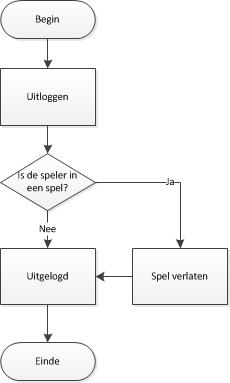 Begin
Uitloggen
Is de speler in
een spel?
Ja
Nee
Uitgelogd
Spel verlaten
Einde